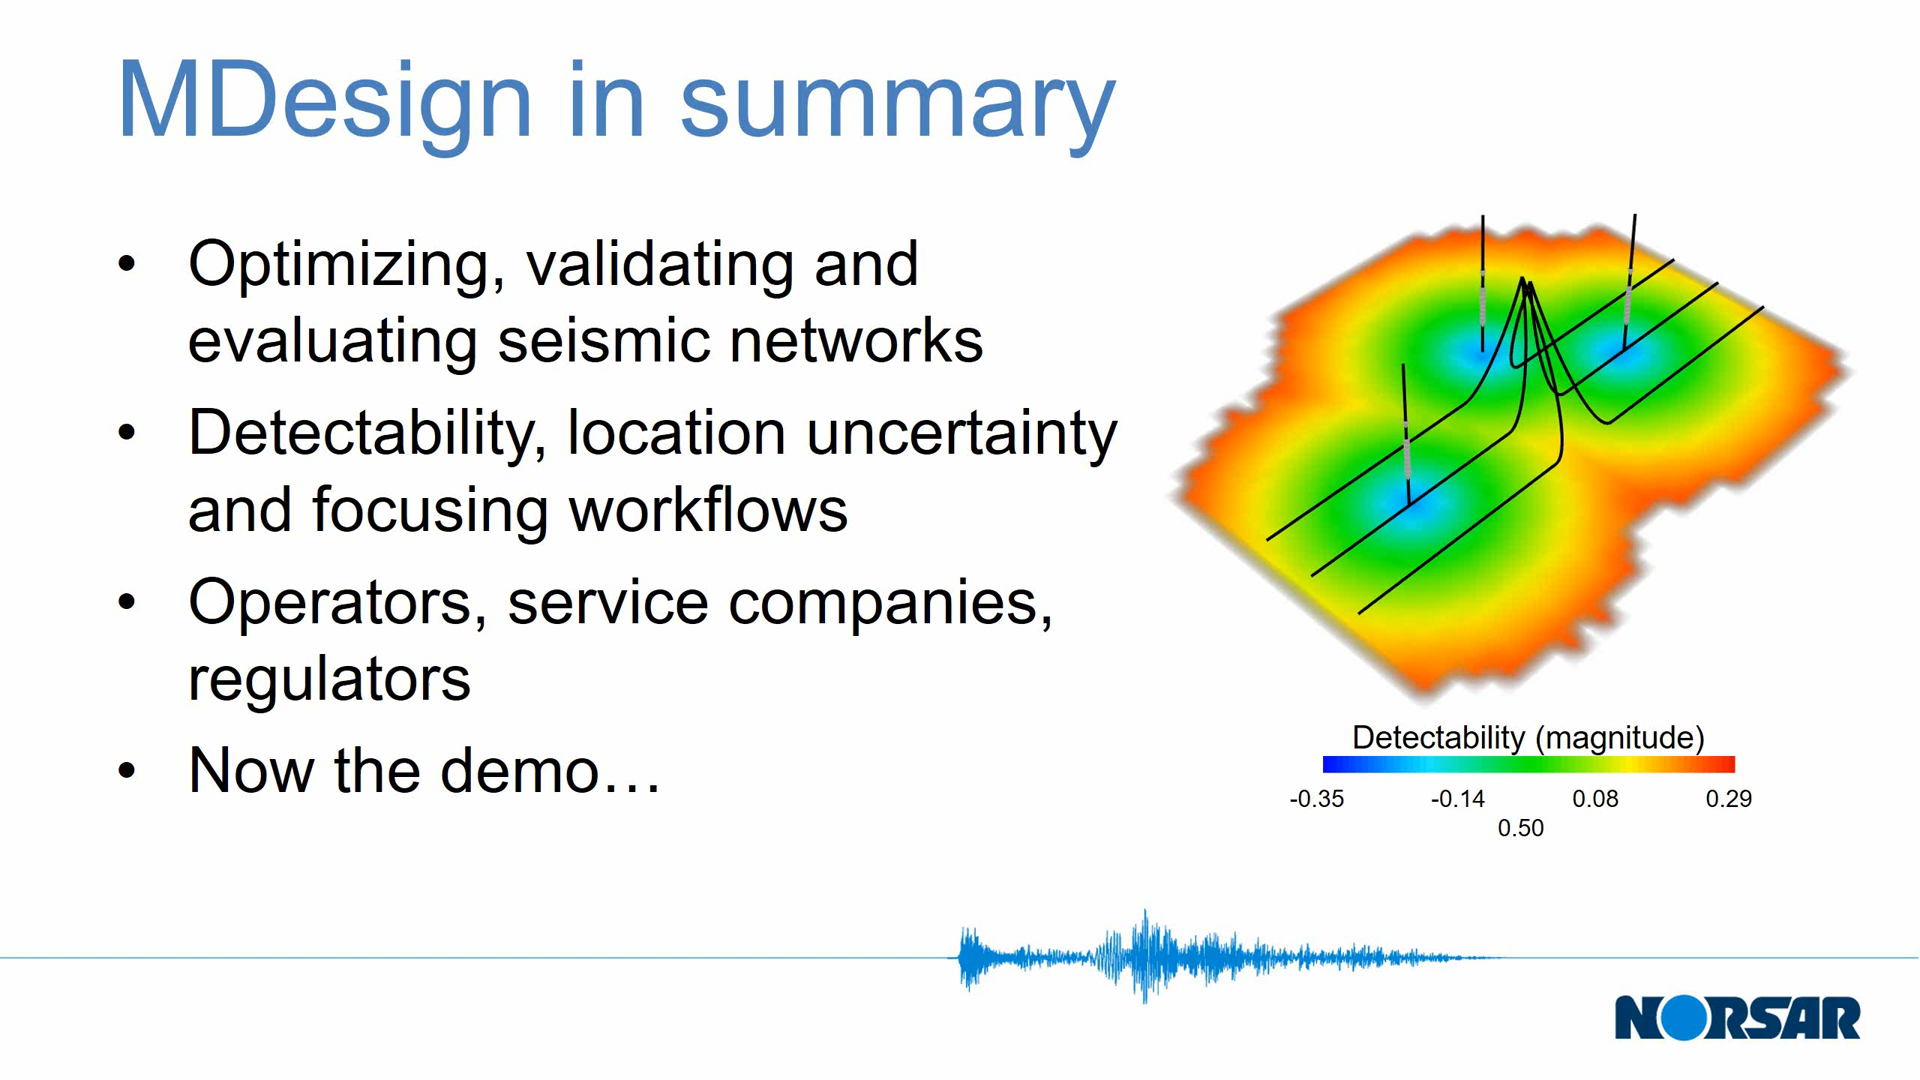 MDesign in summary
• Optimizing, validating and
evaluating seismic networks
• Detectability, location uncertainty
and focusing workflows
• Operators, service companies,
regulators
• Now the demo…
Detectability (magnitude)
-0.35 -0.14 0.08 0.29
0.50
NORSAR